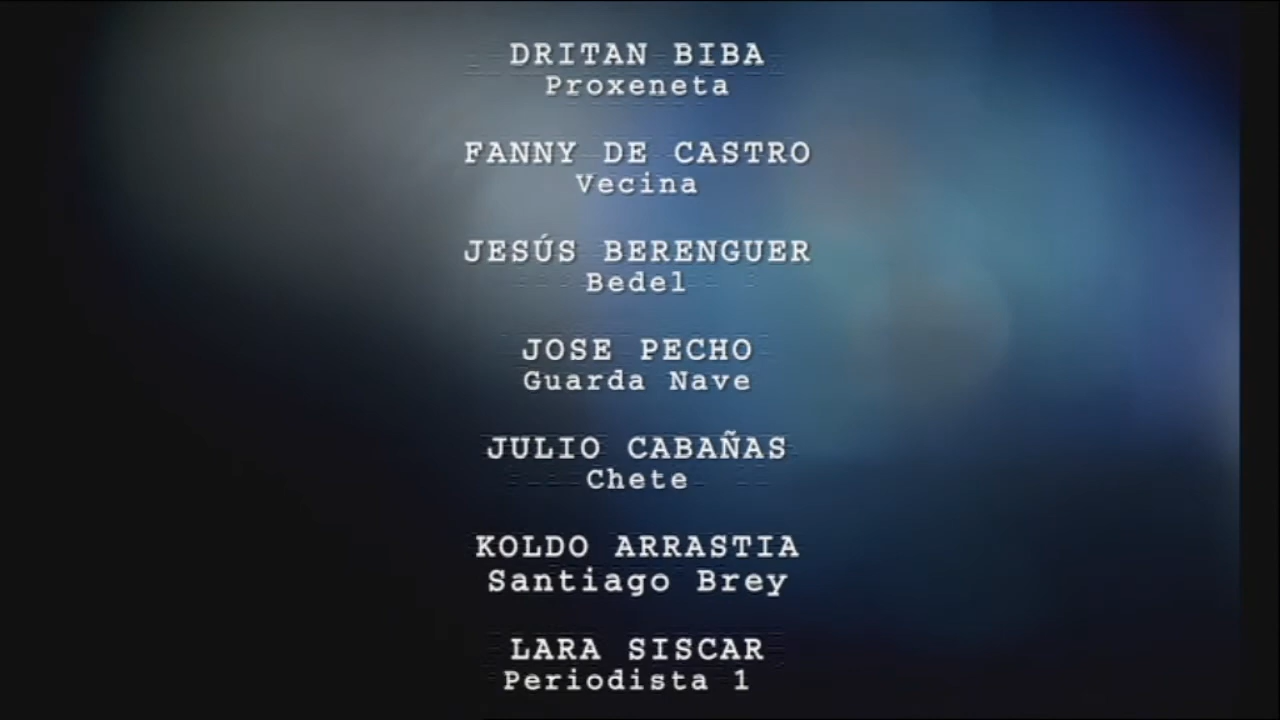 DRITAN BIBA
Proxeneta
FANNY DE CASTRO
Vecina
JESÚS BERENGUER
Bedel
JOSE PECHO
Guarda Nave
JULIO CABAÑAS
Chete
KOLDO ARRASTIA
Santiago Brey
LARA SISCAR
Periodista 1